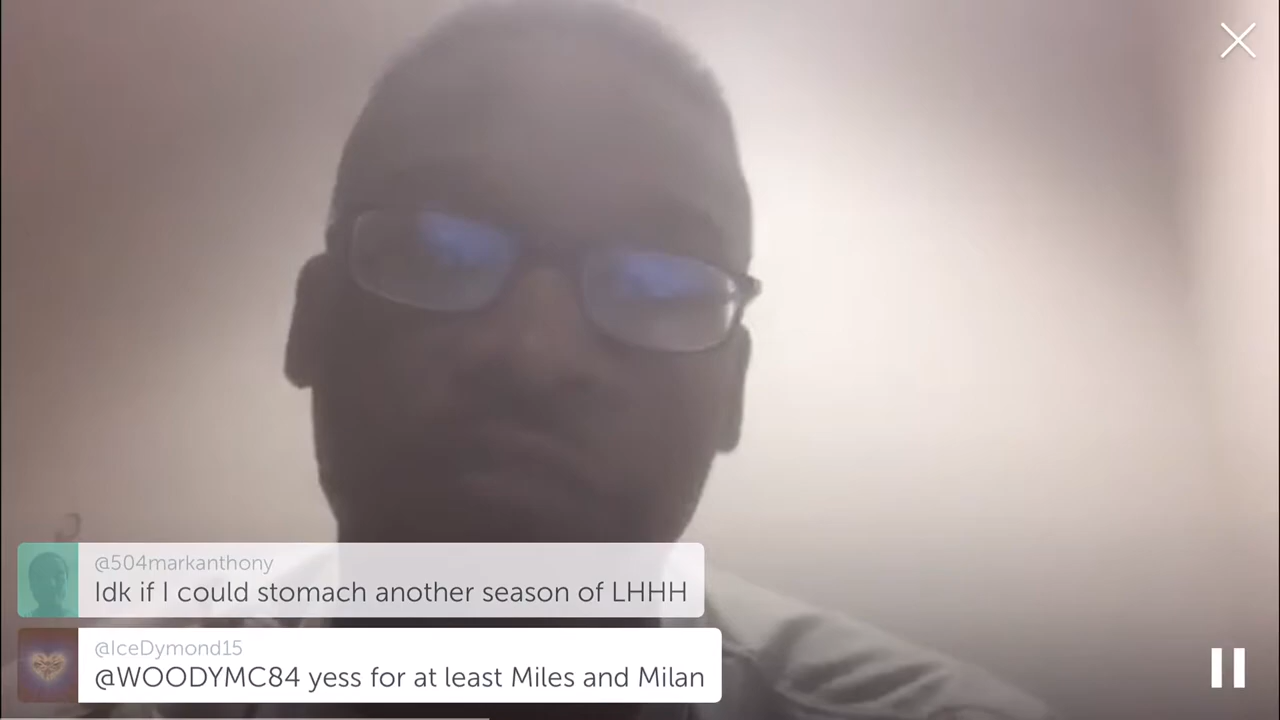 @504markanthony
Idk if I could stomach another season of LHHH
@IceDymond15
@WOODYMC84 yess for at least Miles and Milan